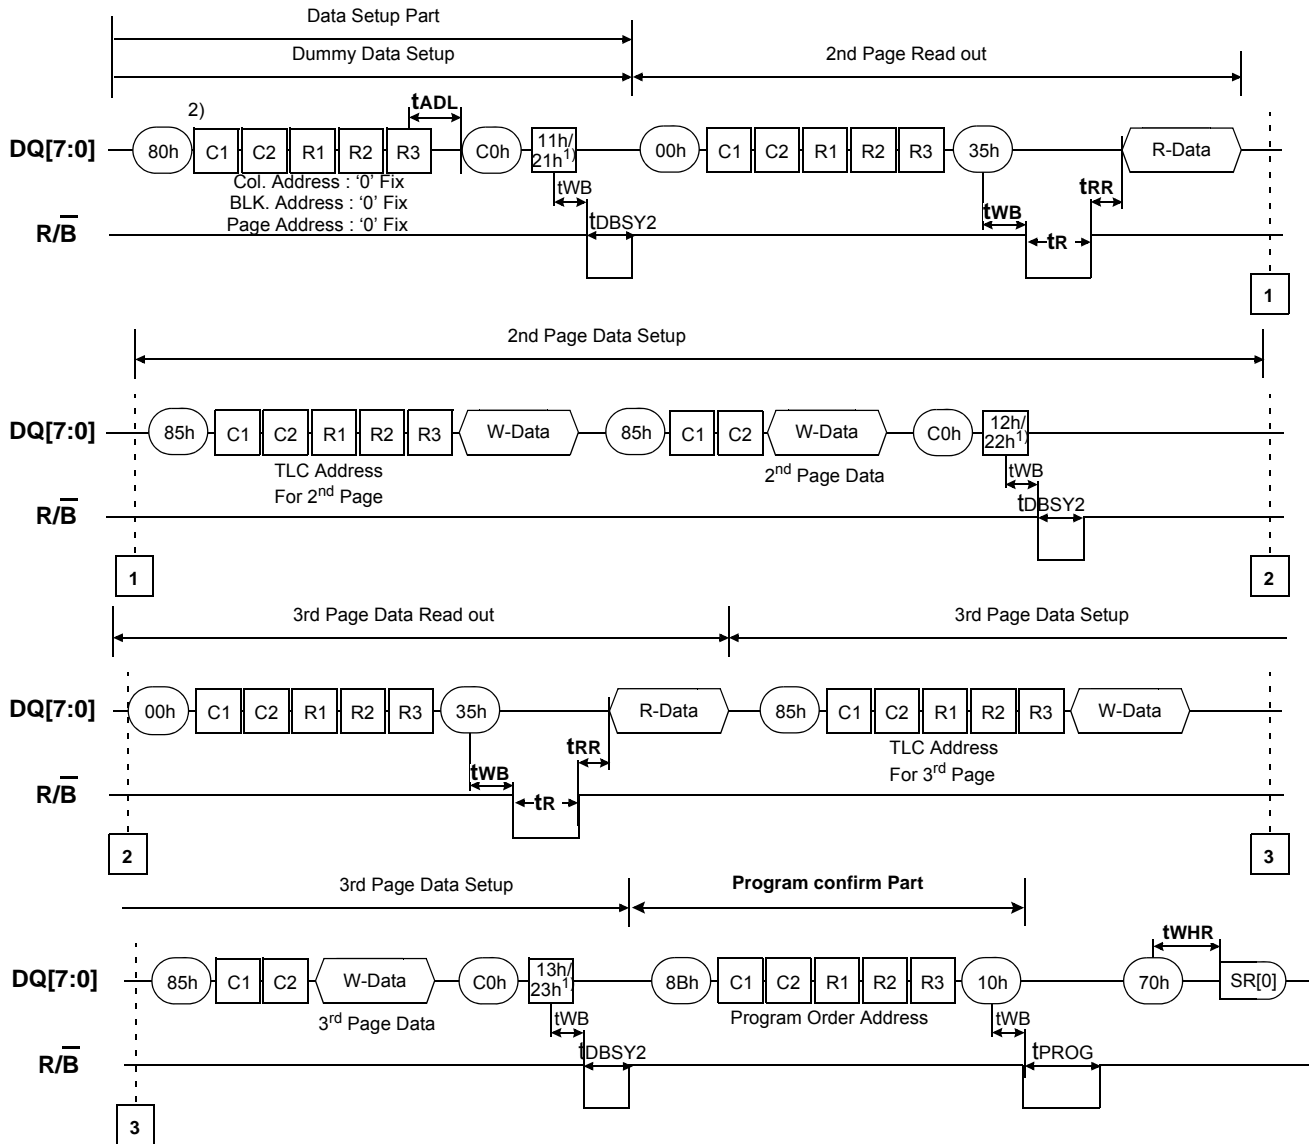 Data Setup Part
Dummy Data Setup
2nd Page Read out
2)
tADL
DQ[7:0]
80h C1 C2 R1 R2 R3 C0h 11h/21h1) 00h C1 C2 R1 R2 R3 35h R-Data
Col. Address : '0' Fix
BLK. Address : '0' Fix
Page Address : '0' Fix
tWB
tDBSY2
tWB
tR
tRR
R/B
1
2nd Page Data Setup
DQ[7:0]
85h C1 C2 R1 R2 R3 W-Data 85h C1 C2 W-Data C0h 12h/22h1)
TLC Address
For 2nd Page
2nd Page Data
tWB
tDBSY2
R/B
1
2
3rd Page Data Read out
3rd Page Data Setup
DQ[7:0]
00h C1 C2 R1 R2 R3 35h R-Data 85h C1 C2 R1 R2 R3 W-Data
tWB
tR
tRR
TLC Address
For 3rd Page
R/B
2
3
3rd Page Data Setup
Program confirm Part
tWHR
DQ[7:0]
85h C1 C2 W-Data C0h 13h/23h1) 8Bh C1 C2 R1 R2 R3 10h 70h SR[0]
3rd Page Data
Program Order Address
tWB
tDBSY2
tWB
tPROG
R/B
3